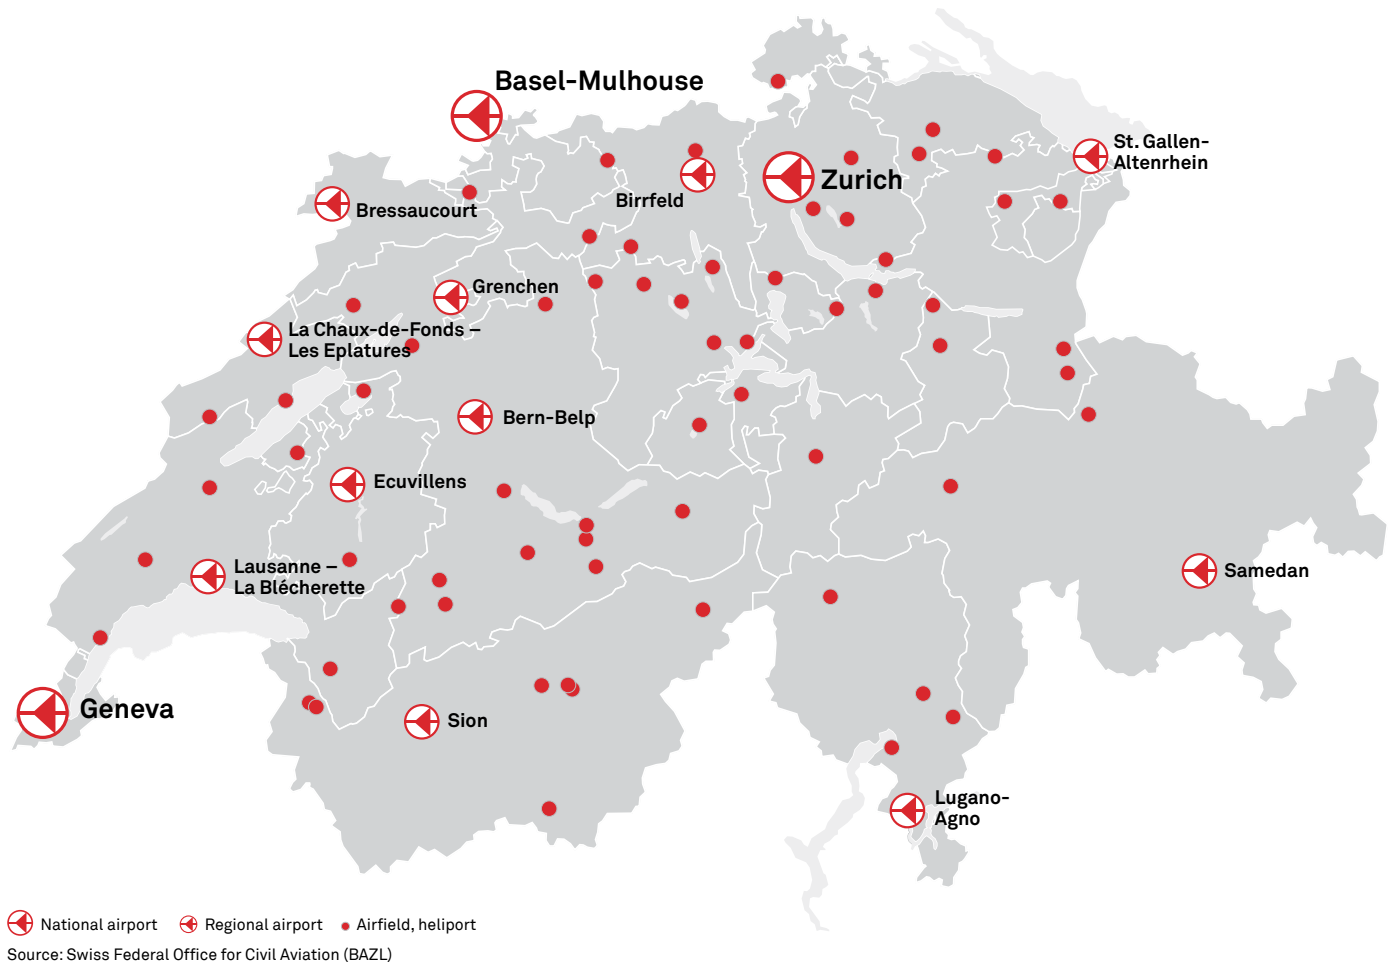 Basel-Mulhouse
St. Gallen-
Altenrhein
Zurich
Birrfeld
Bressaucourt
Grenchen
La Chaux-de-Fonds –
Les Eplatures
Bern-Belp
Ecuvillens
Lausanne –
La Blécherette
Samedan
Geneva
Sion
Lugano-
Agno
National airport Regional airport Airfield, heliport
Source: Swiss Federal Office for Civil Aviation (BAZL)